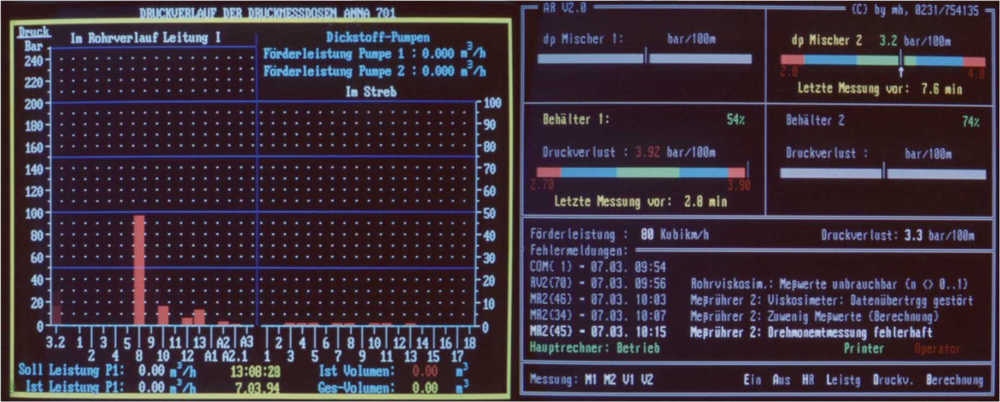 DRUCKVERLAUF DER DRUCKMESSDOSEN ANNA 701
Druck
Bar
Im Rohrverlauf Leitung I
Dickstoff-Pumpen
Förderleistung Pumpe 1 : 0.000 m³/h
Förderleistung Pumpe 2 : 0.000 m³/h
Im Streb
240
220
200
180
160
140
120
100
80
60
40
20
0
100
90
80
70
60
50
40
30
20
10
0
3.2 1 3 5 9 11 13 A2 A3 2 4 6 8 10 12 14 16 18
2 4 8 10 12 A1 A2.1 1 3 5 7 9 11 13 15 17
Soll Leistung P1: 0.00 m³/h 13:08:28 Ist Volumen: 0.00 m³
Ist Leistung P1: 0.00 m³/h 7.03.94 Ges-Volumen: 0.00 m³
AR V2.0 (C) by mh, 0231/754135
dp Mischer 1: bar/100m
dp Mischer 2 3.2 bar/100m
2.0 4.0
Letzte Messung vor: 7.6 min
Behälter 1: 54%
Druckverlust : 3.92 bar/100m
2.70 3.90
Letzte Messung vor: 2.8 min
Behälter 2 74%
Druckverlust : bar/100m
Förderleistung : 80 Kubikm/h Druckverlust: 3.3 bar/100m
Fehlermeldungen:
COM( 1) - 07.03. 09:54
RV2(70) - 07.03. 09:56 Rohrviskosim.: Meβwerte unbrauchbar (n <> 0..1)
MR2(46) - 07.03. 10:03 Meβrührer 2: Viskosimeter: Datenübertrgg gestört
MR2(34) - 07.03. 10:07 Meβrührer 2: Zuwenig Meβwerte (Berechnung)
MR2(45) - 07.03. 10:15 Meβrührer 2: Drehmonemtmessung fehlerhaft
Hauptrechner: Betrieb Printer Operator
Messung: M1 M2 V1 V2 Ein Aus HR Leistg Druckv. Berechnung